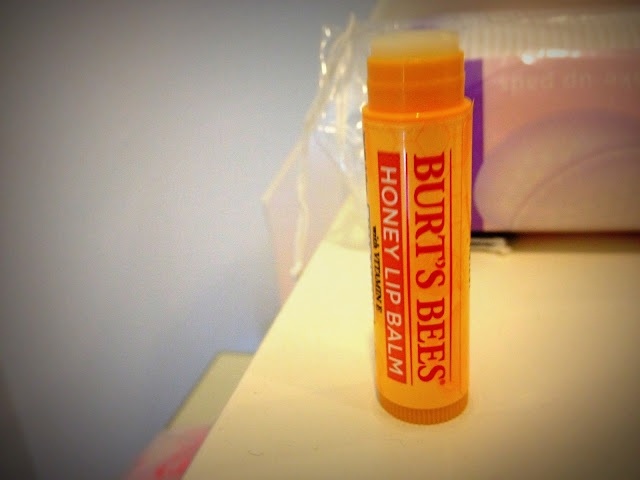 BURT'S BEES®
HONEY LIP BALM
with VITAMIN E